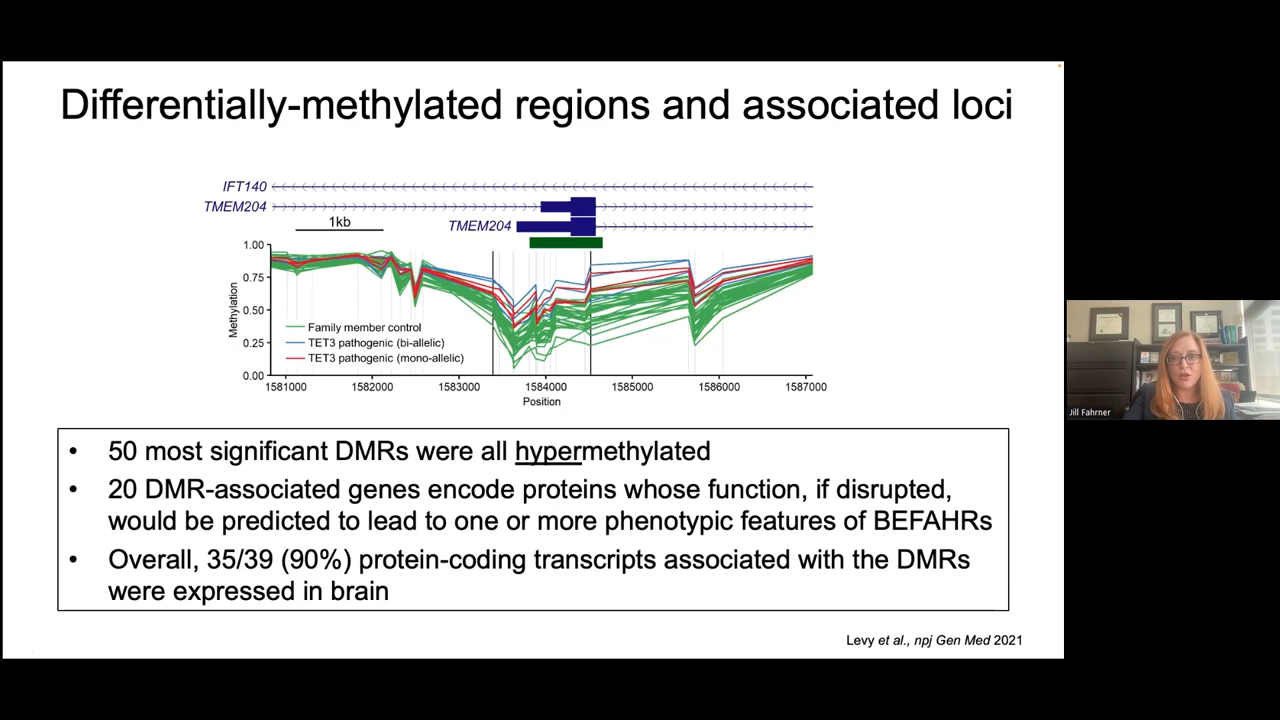 Differentially-methylated regions and associated loci
IFT140
TMEM204
1kb
TMEM204
1.00
0.75
0.50
0.25
0.00
Methylation
Family member control
TET3 pathogenic (bi-allelic)
TET3 pathogenic (mono-allelic)
1581000 1582000 1583000 1584000 1585000 1586000 1587000
Position
• 50 most significant DMRs were all hypermethylated
• 20 DMR-associated genes encode proteins whose function, if disrupted,
would be predicted to lead to one or more phenotypic features of BEFAHRs
• Overall, 35/39 (90%) protein-coding transcripts associated with the DMRs
were expressed in brain
Levy et al., npj Gen Med 2021
Jill Fahrner